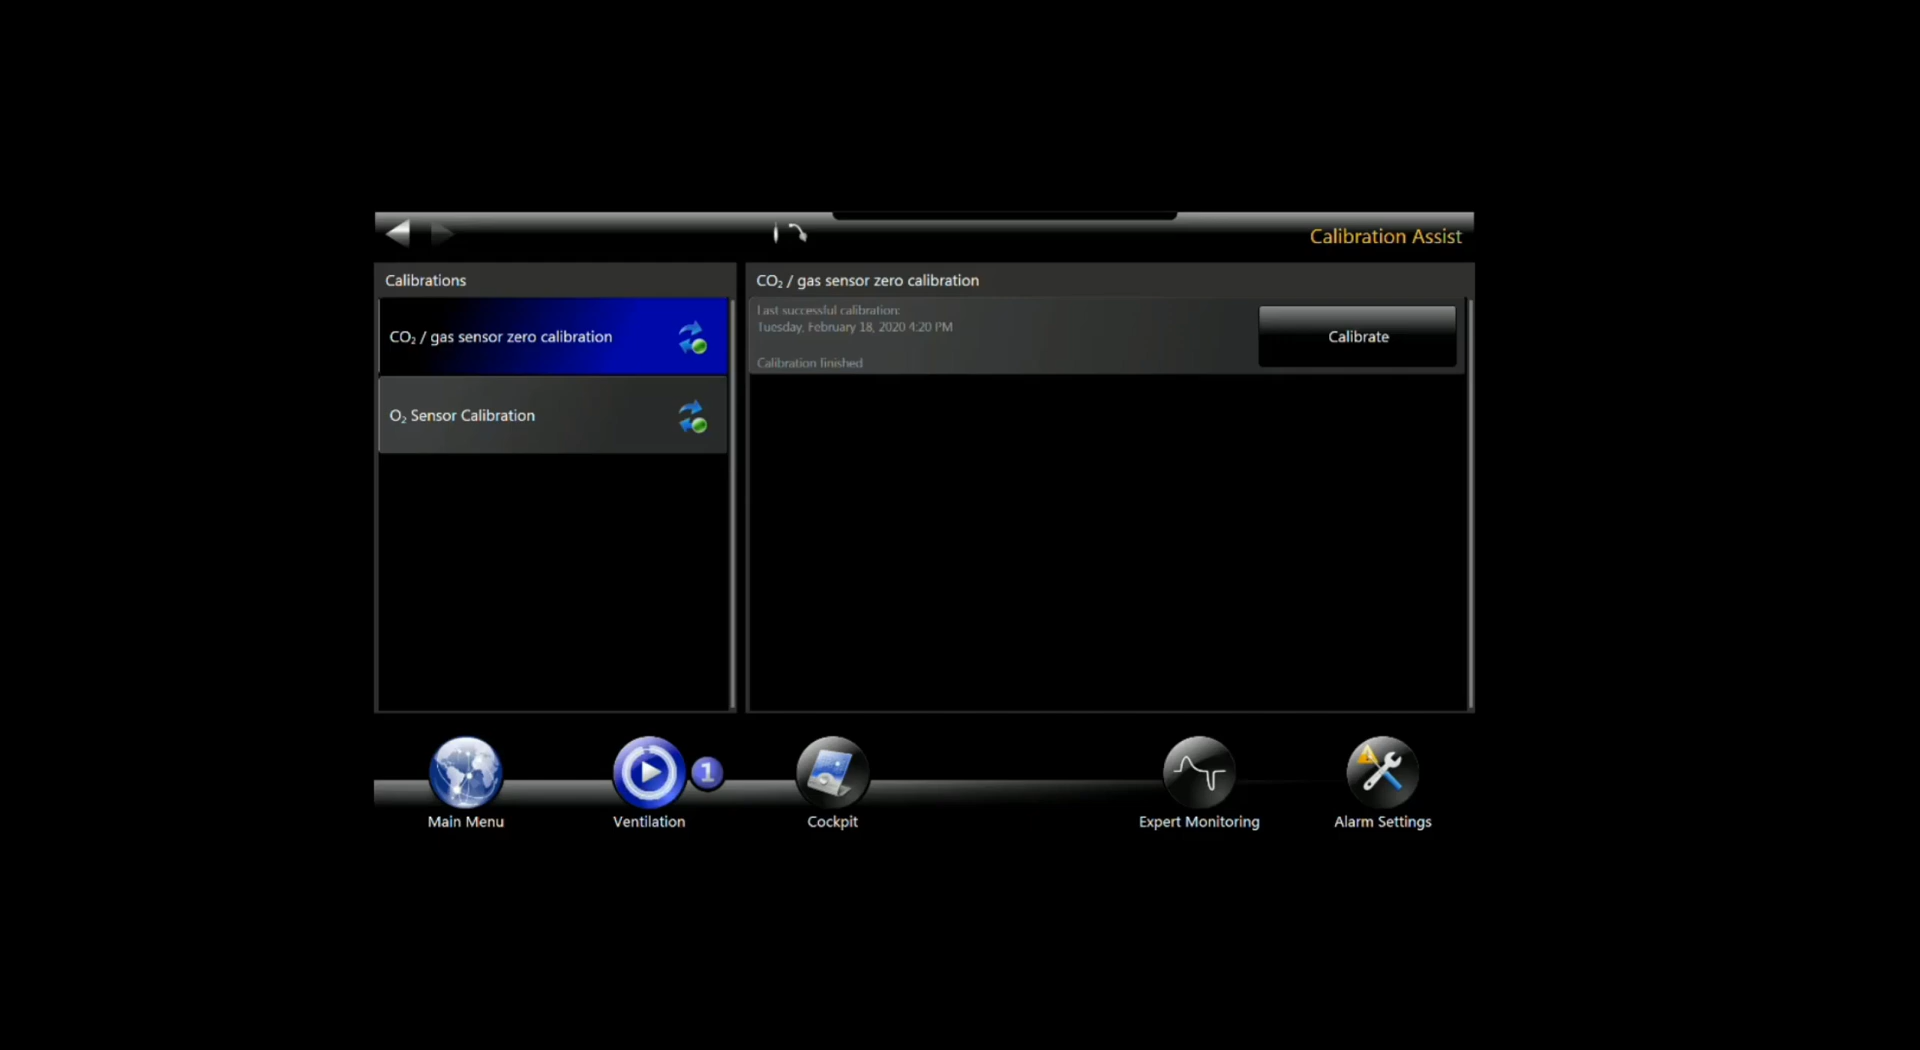 Calibration Assist
Calibrations
CO₂ / gas sensor zero calibration
O₂ Sensor Calibration
CO₂ / gas sensor zero calibration
Last successful calibration:
Tuesday, February 18, 2020 4:20 PM
Calibration finished
Calibrate
1
Main Menu
Ventilation
Cockpit
Expert Monitoring
Alarm Settings